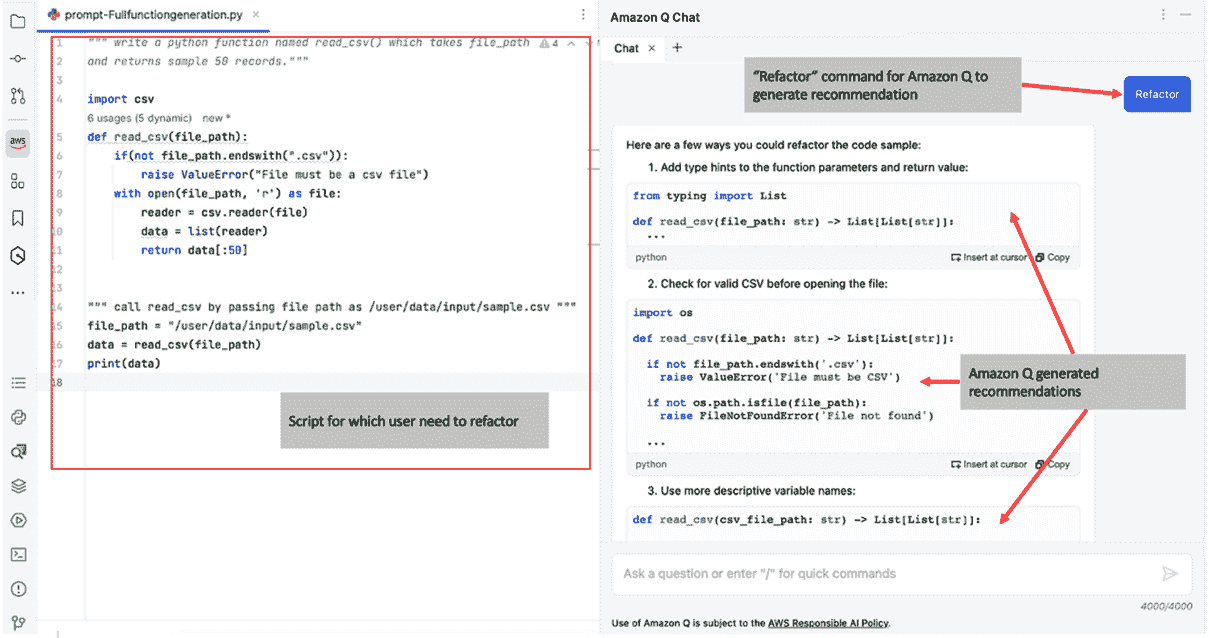 prompt-Fullfunctiongeneration.py
1 """ write a python function named read_csv() which takes file_path 4
2 and returns sample 50 records."""
3
4 import csv
6 usages (5 dynamic) new *
5 def read_csv(file_path):
6 if(not file_path.endswith(".csv")):
7 raise ValueError("File must be a csv file")
8 with open(file_path, 'r') as file:
9 reader = csv.reader(file)
10 data = list(reader)
11 return data[:50]
12
13
14 """ call read_csv by passing file path as /user/data/input/sample.csv """
15 file_path = "/user/data/input/sample.csv"
16 data = read_csv(file_path)
17 print(data)
18
Script for which user need to refactor
aws
Amazon Q Chat
Chat
"Refactor" command for Amazon Q to
generate recommendation
Refactor
Here are a few ways you could refactor the code sample:
1. Add type hints to the function parameters and return value:
from typing import List
def read_csv(file_path: str) -> List[List[str]]:
...
python Insert at cursor Copy
2. Check for valid CSV before opening the file:
import os
def read_csv(file_path: str) -> List[List[str]]:
if not file_path.endswith('.csv'):
raise ValueError('File must be CSV')
if not os.path.isfile(file_path):
raise FileNotFoundError('File not found')
...
python Insert at cursor Copy
Amazon Q generated
recommendations
3. Use more descriptive variable names:
def read_csv(csv_file_path: str) -> List[List[str]]:
Ask a question or enter "/" for quick commands
4000/4000
Use of Amazon Q is subject to the AWS Responsible AI Policy.